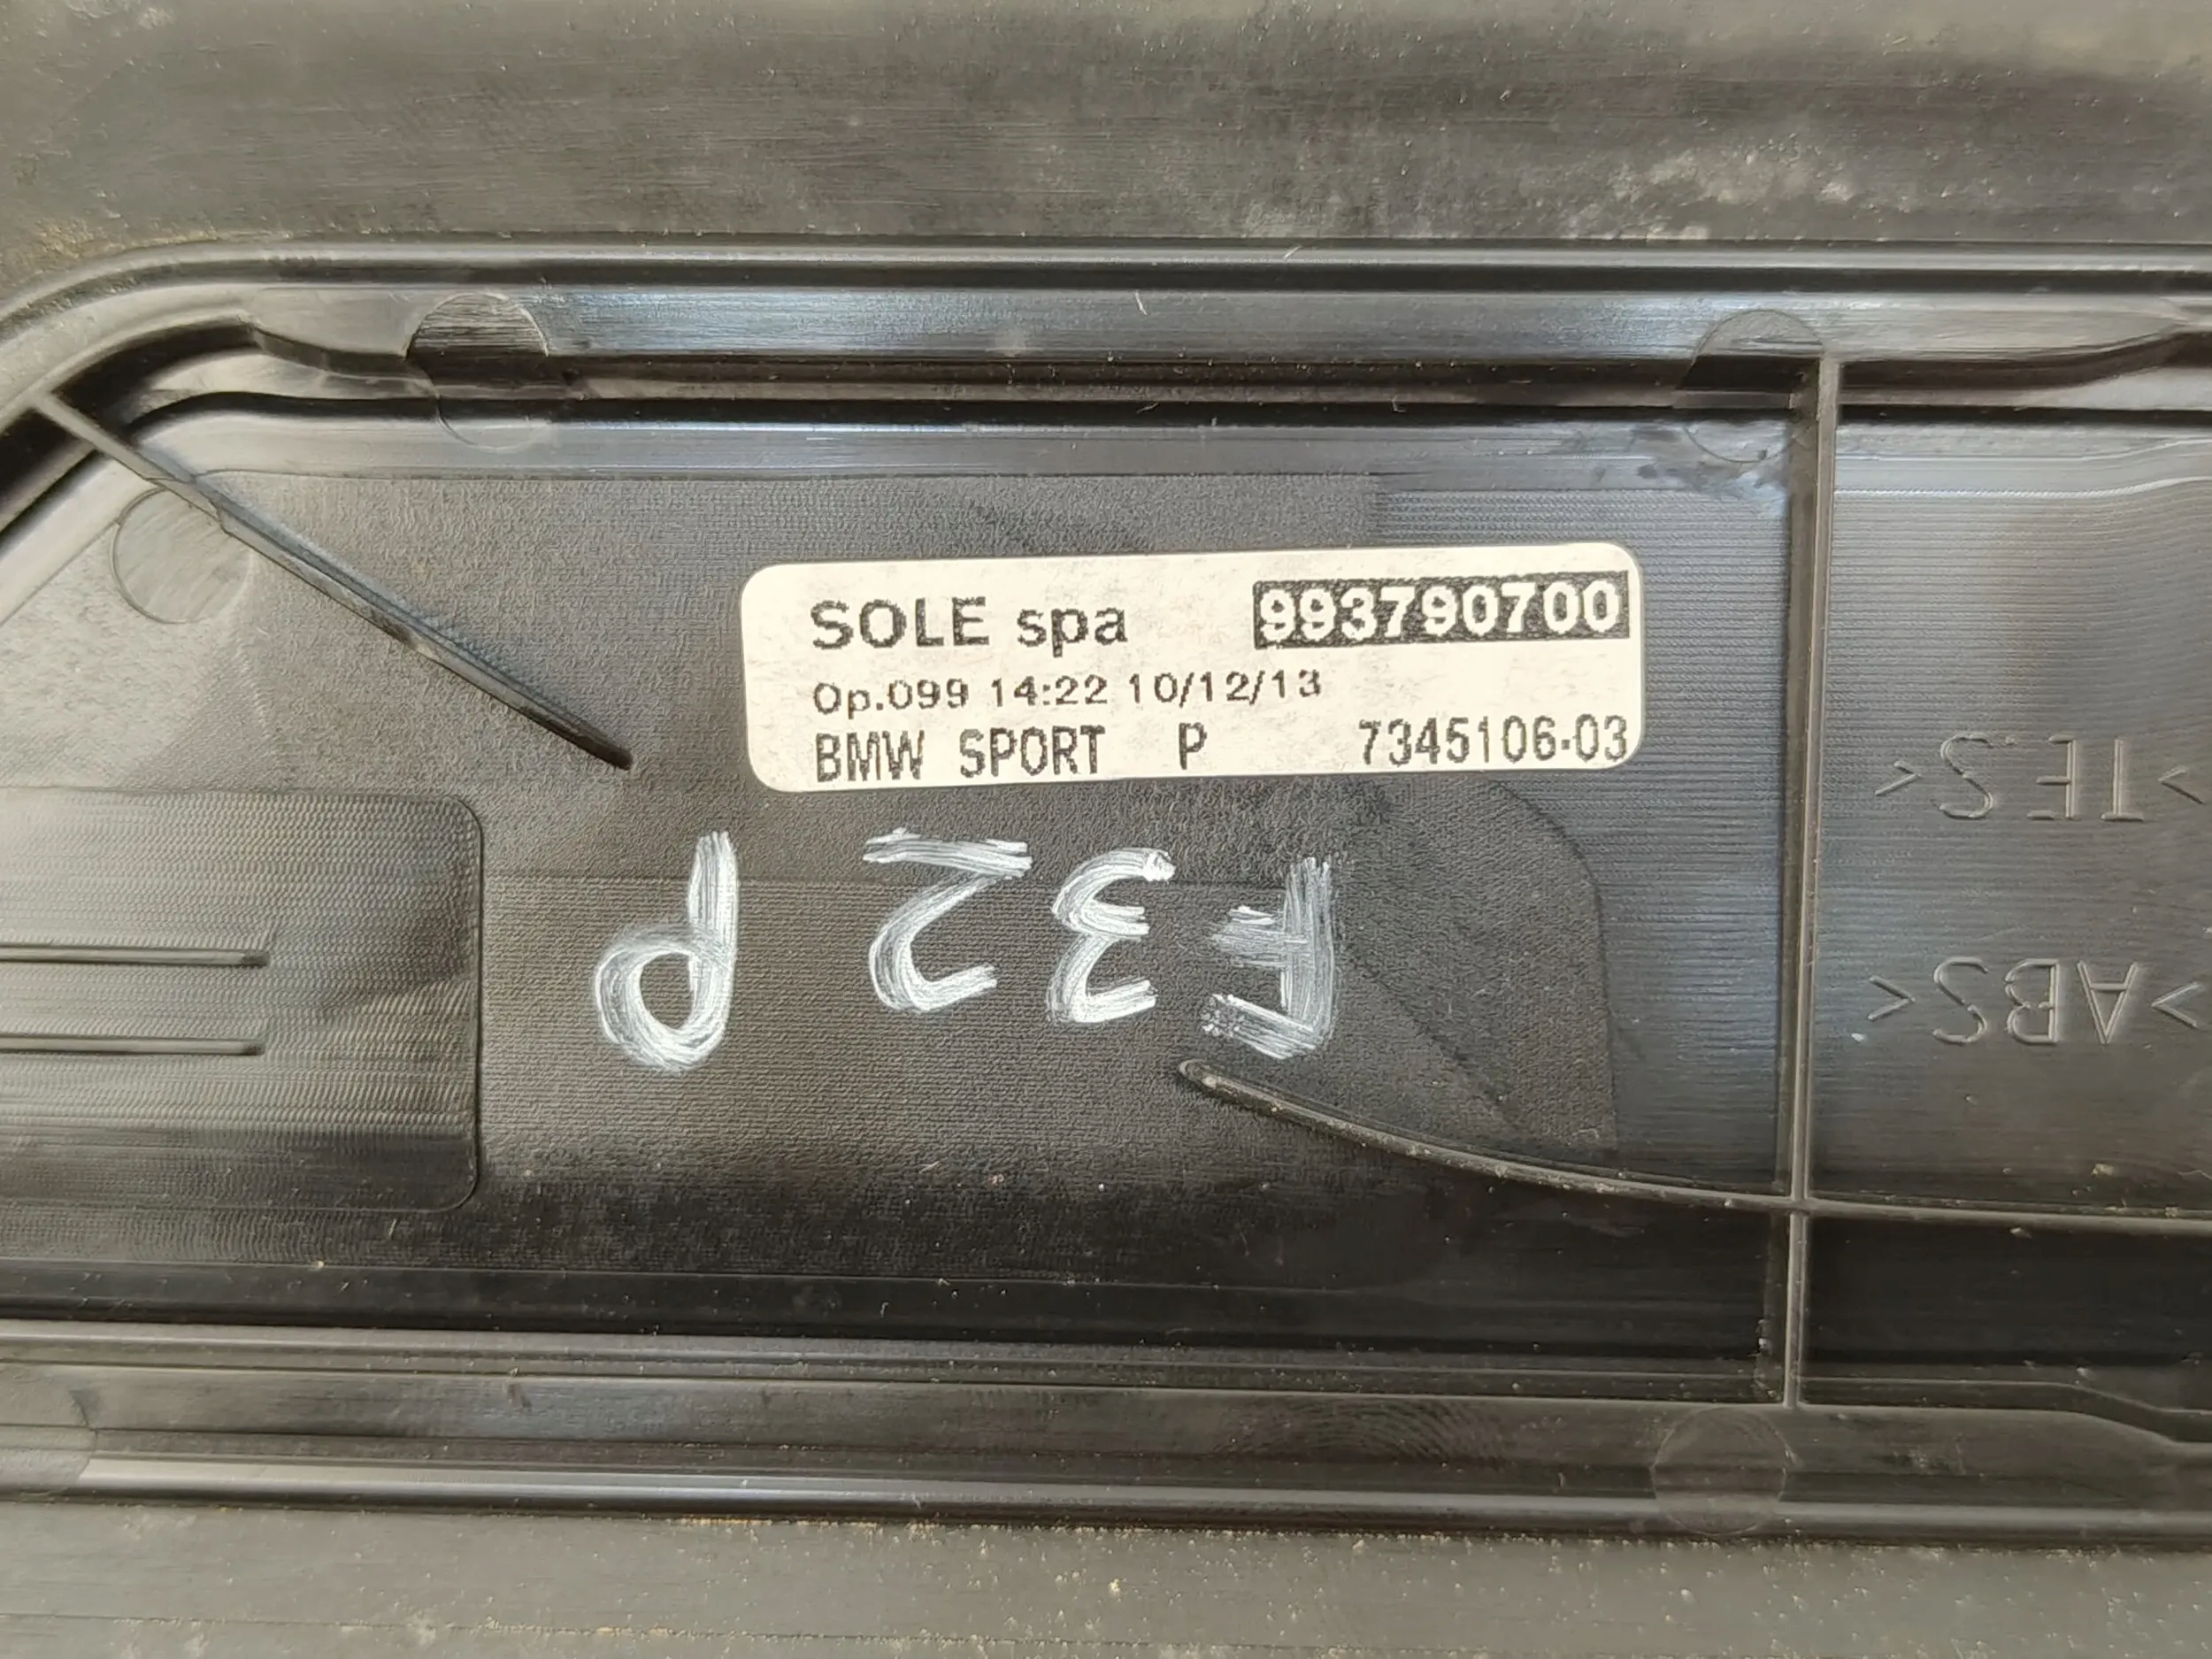 SOLE spa 993790700
Op.099 14:22 10/12/13
BMW SPORT P 7345106-03
F32 P
>TE.S<
>ABS<